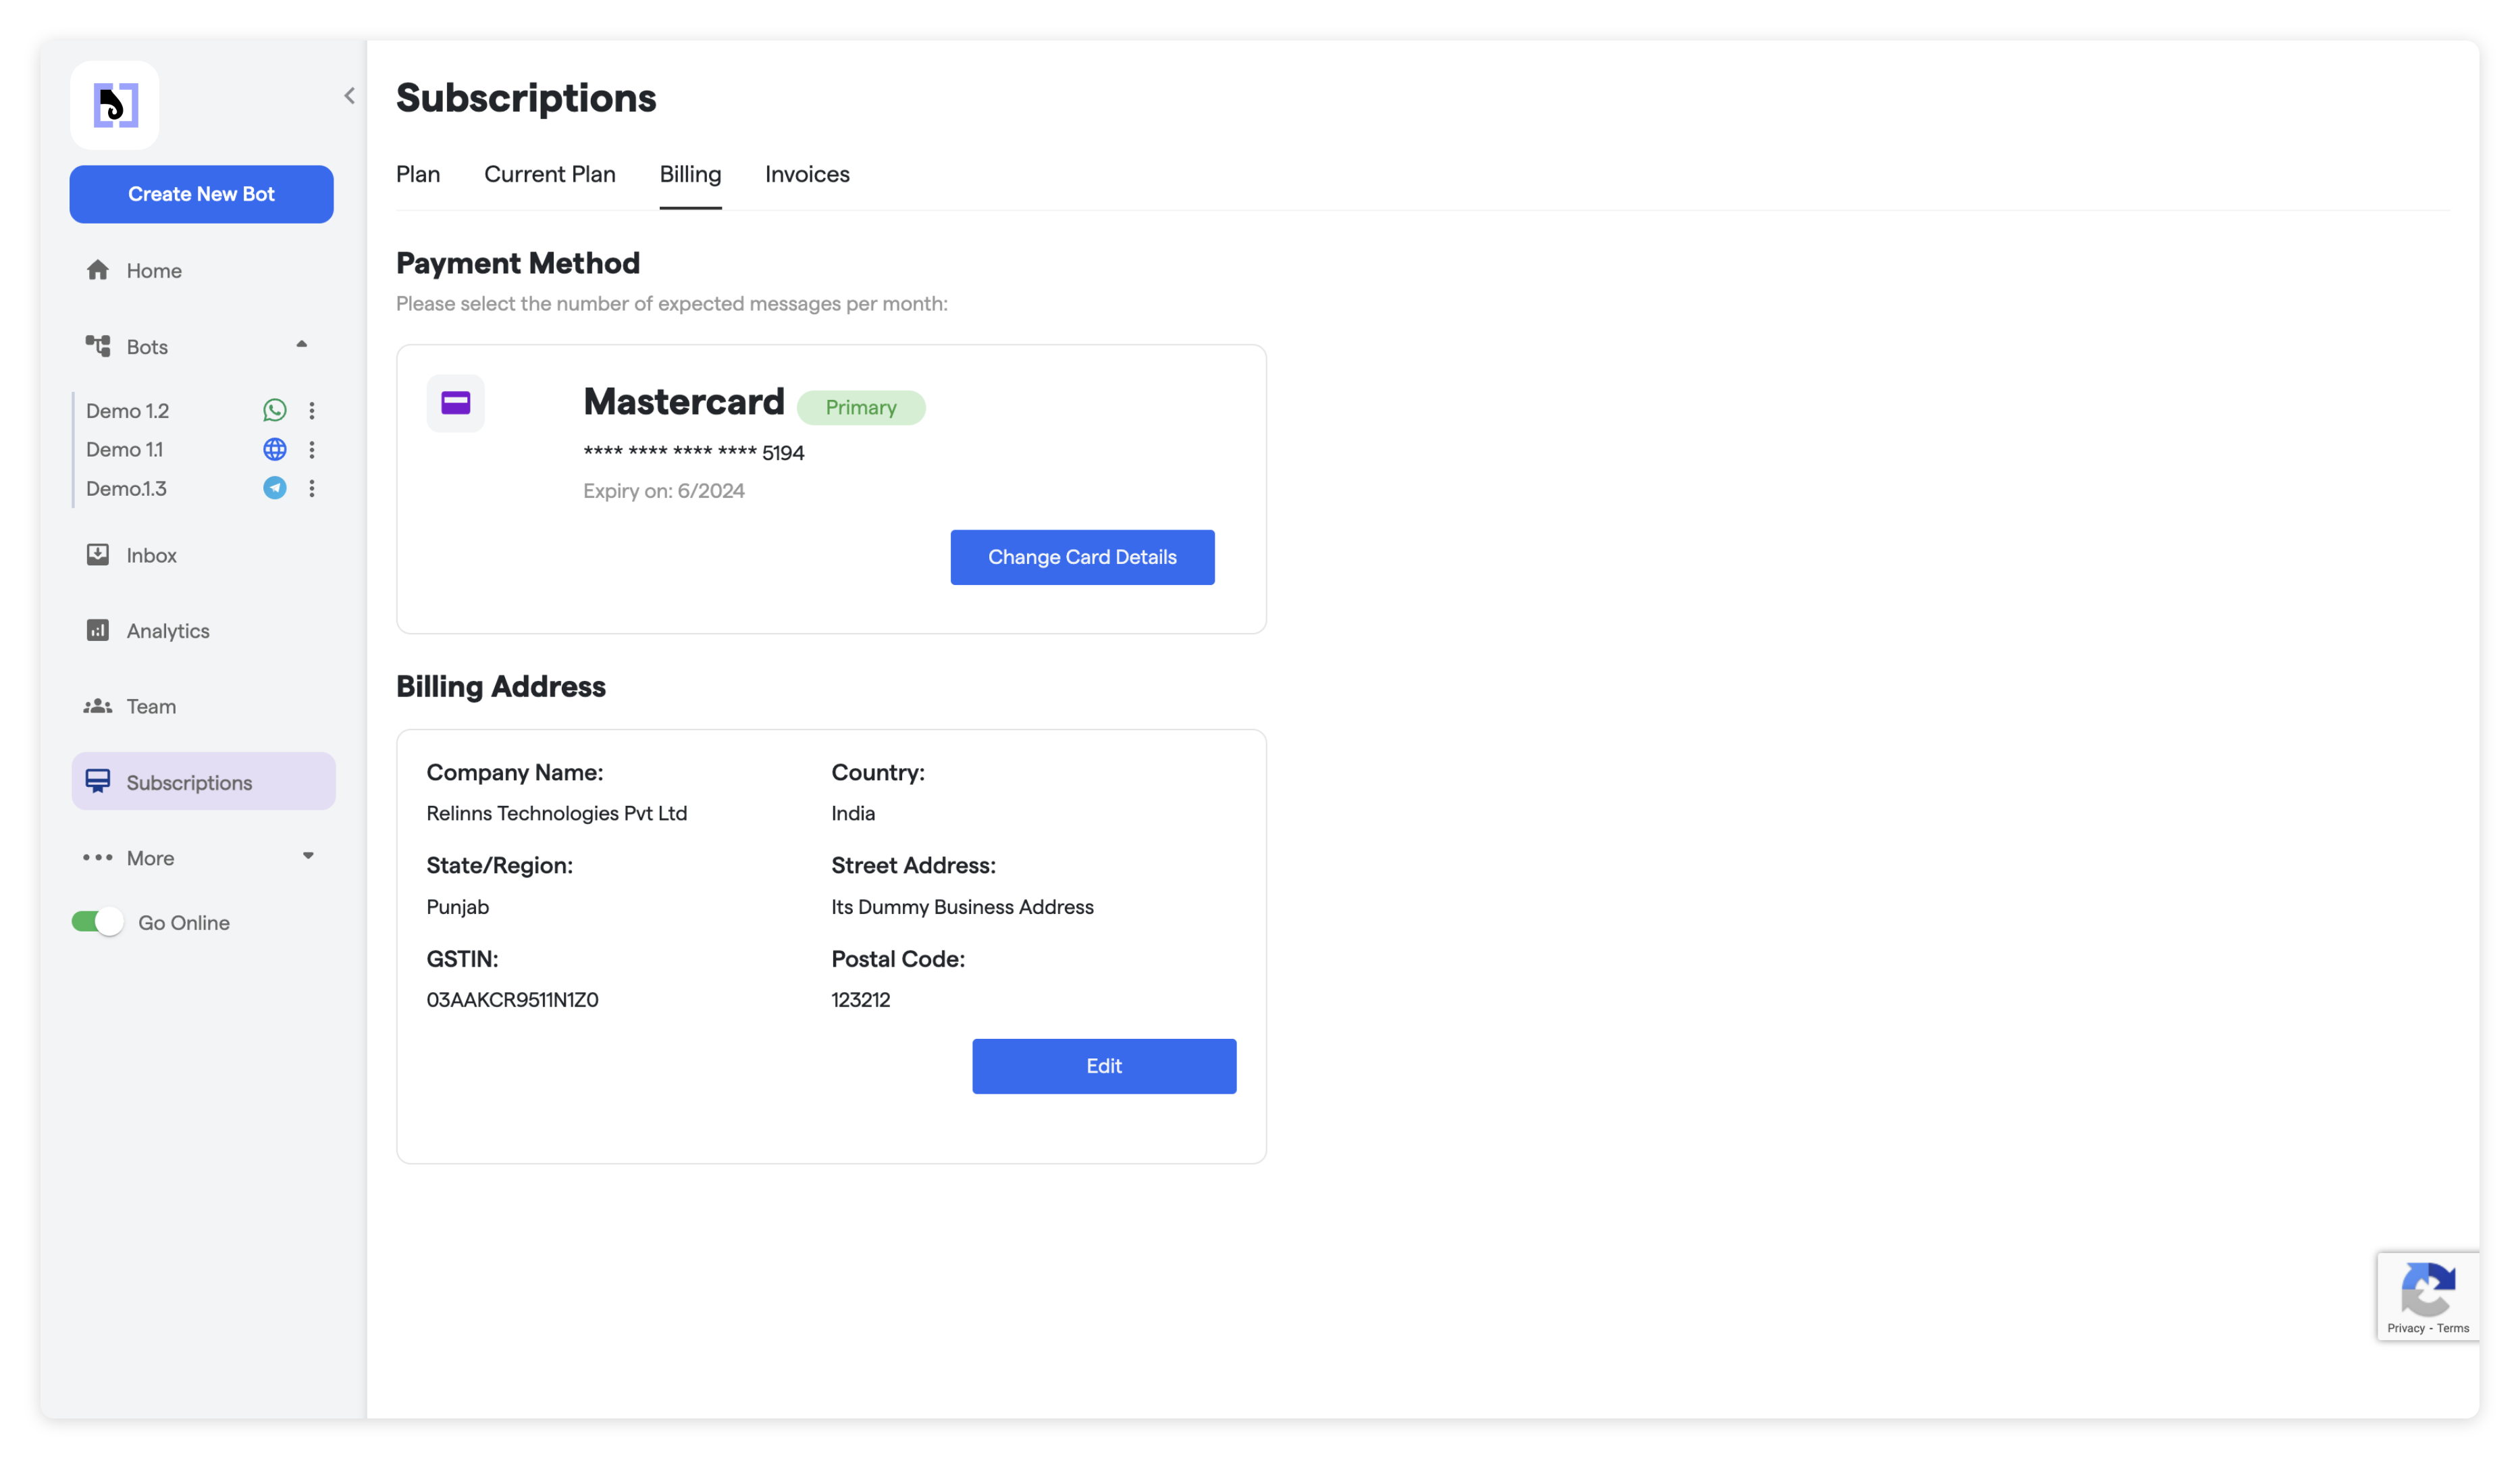 Create New Bot
Home
Bots
Demo 1.2
Demo 1.1
Demo.1.3
Inbox
Analytics
Team
Subscriptions
More
Go Online
Subscriptions
Plan Current Plan Billing Invoices
Payment Method
Please select the number of expected messages per month:
Mastercard Primary
**** **** **** **** 5194
Expiry on: 6/2024
Change Card Details
Billing Address
Company Name: Country:
Relinns Technologies Pvt Ltd India
State/Region: Street Address:
Punjab Its Dummy Business Address
GSTIN: Postal Code:
03AAKCR9511N1Z0 123212
Edit
Privacy - Terms